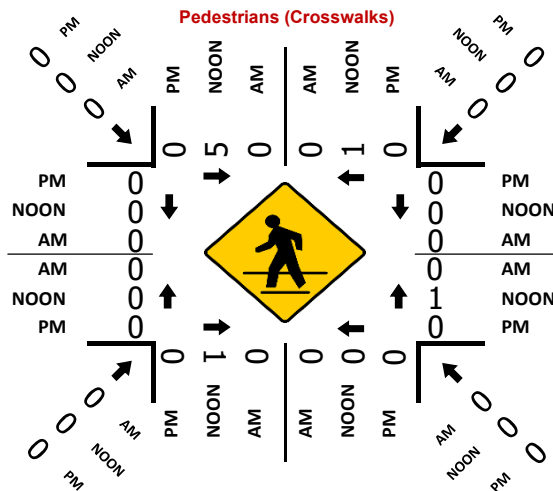 Pedestrians (Crosswalks)
0 PM
0 NOON
0 AM
PM NOON AM AM NOON PM
PM 0
NOON 0
AM 0
0 5 0 0 1 0
PM 0 0 PM
NOON 0 0 NOON
AM 0 0 AM
AM 0 0 AM
NOON 0 1 NOON
PM 0 0 PM
0 1 0 0 0 0
PM NOON AM AM NOON PM
0 AM
0 NOON
0 PM
AM 0
NOON 0
PM 0